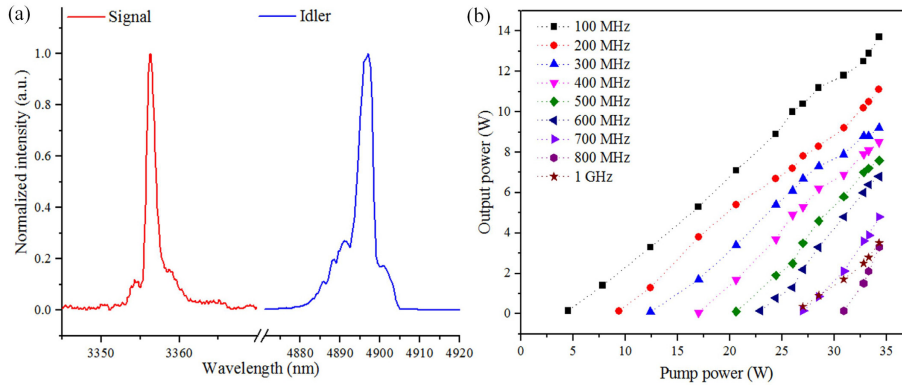 (a)
Signal
Idler
Normalized intensity (a.u.)
1.0
0.8
0.6
0.4
0.2
0.0
3350
3360
4880
4890
4900
4910
4920
Wavelength (nm)
(b)
100 MHz
200 MHz
300 MHz
400 MHz
500 MHz
600 MHz
700 MHz
800 MHz
1 GHz
Output power (W)
14
12
10
8
6
4
2
0
0
5
10
15
20
25
30
35
Pump power (W)